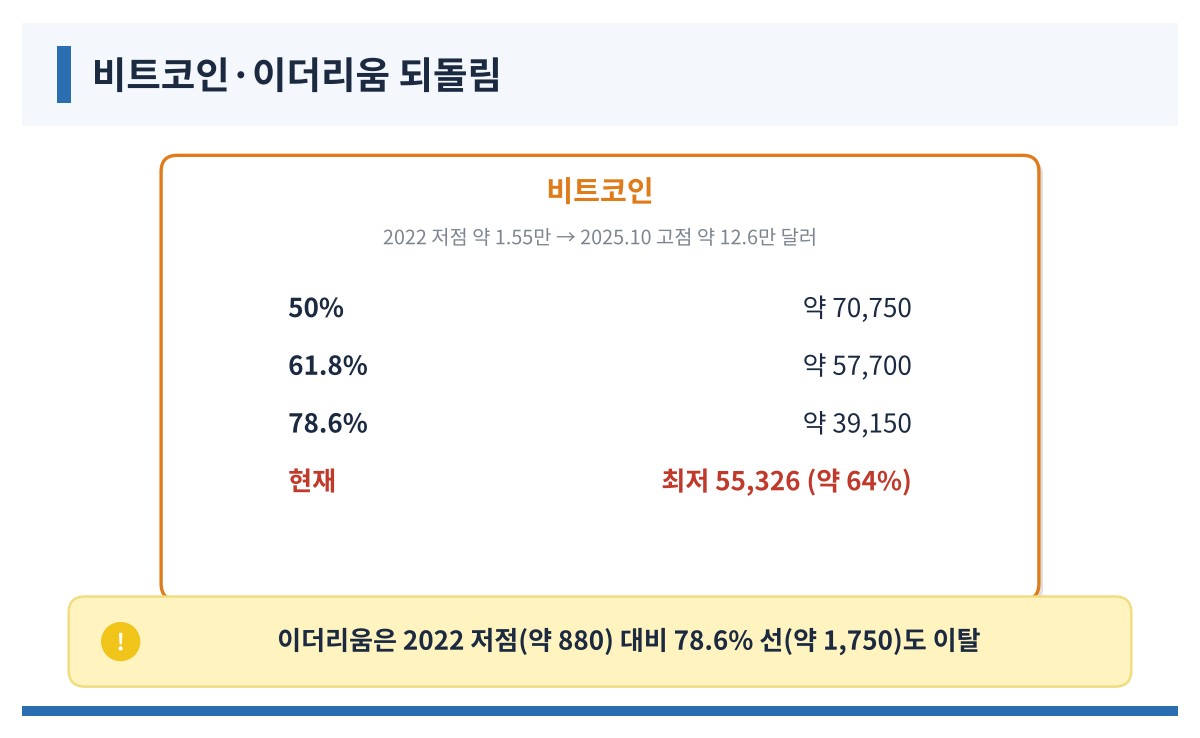 비트코인·이더리움 되돌림
비트코인
2022 저점 약 1.55만 → 2025.10 고점 약 12.6만 달러
50% 약 70,750
61.8% 약 57,700
78.6% 약 39,150
현재 최저 55,326 (약 64%)
! 이더리움은 2022 저점(약 880) 대비 78.6% 선(약 1,750)도 이탈